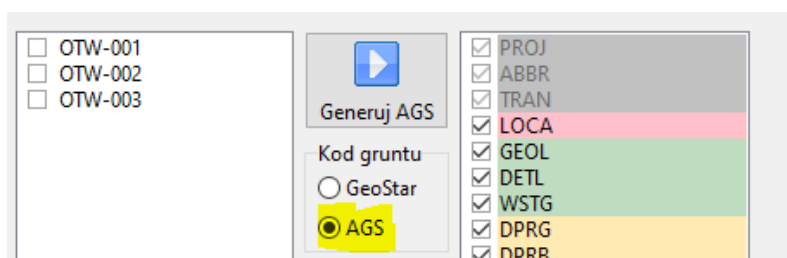 OTW-001
OTW-002
OTW-003
Generuj AGS
Kod gruntu
GeoStar
AGS
PROJ
ABBR
TRAN
LOCA
GEOL
DETL
WSTG
DPRG
DPRB